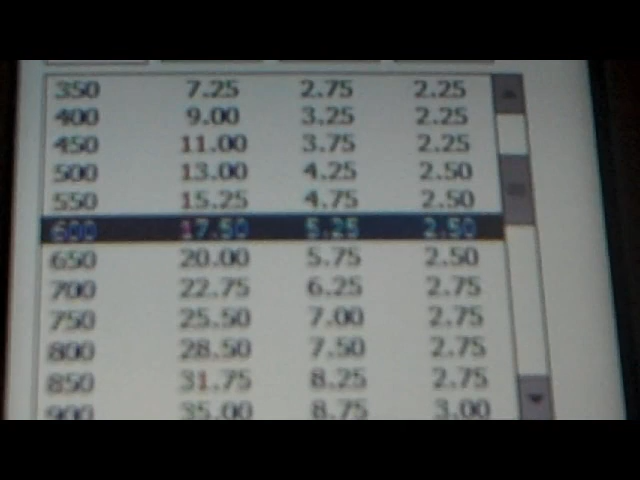 350 7.25 2.75 2.25
400 9.00 3.25 2.25
450 11.00 3.75 2.25
500 13.00 4.25 2.50
550 15.25 4.75 2.50
600 17.50 5.25 2.50
650 20.00 5.75 2.50
700 22.75 6.25 2.75
750 25.50 7.00 2.75
800 28.50 7.50 2.75
850 31.75 8.25 2.75
900 35.00 8.75 3.00